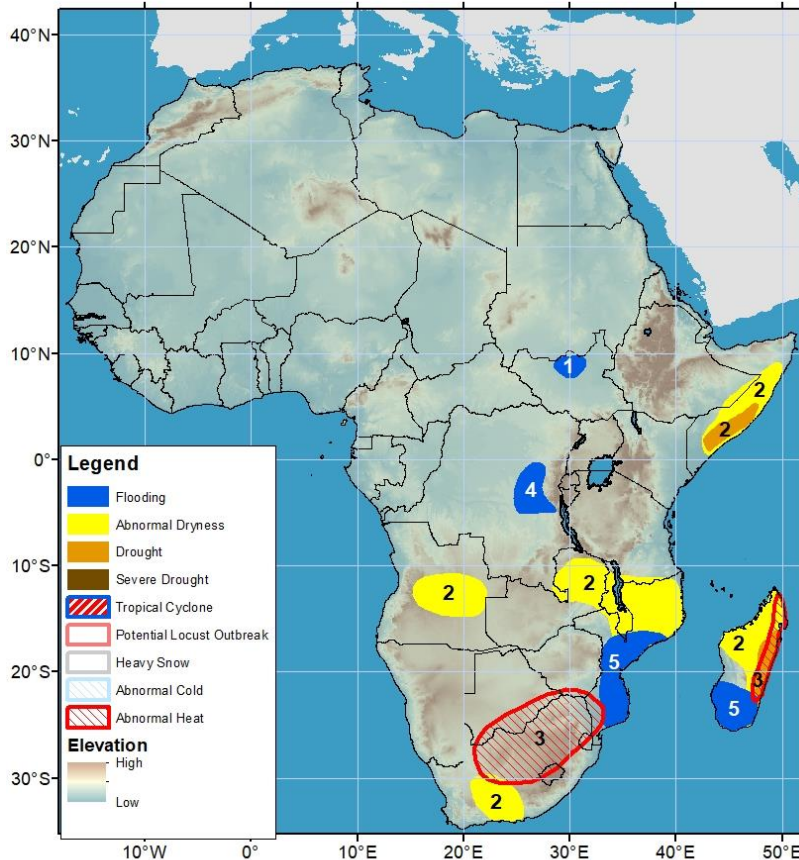 40°N
30°N
20°N
10°N
0°
10°S
20°S
30°S
1
2
2
4
2
2
2
3
5
5
3
2
Legend
Flooding
Abnormal Dryness
Drought
Severe Drought
Tropical Cyclone
Potential Locust Outbreak
Heavy Snow
Abnormal Cold
Abnormal Heat
Elevation
High
Low
10°W
0°
10°E
20°E
30°E
40°E
50°E